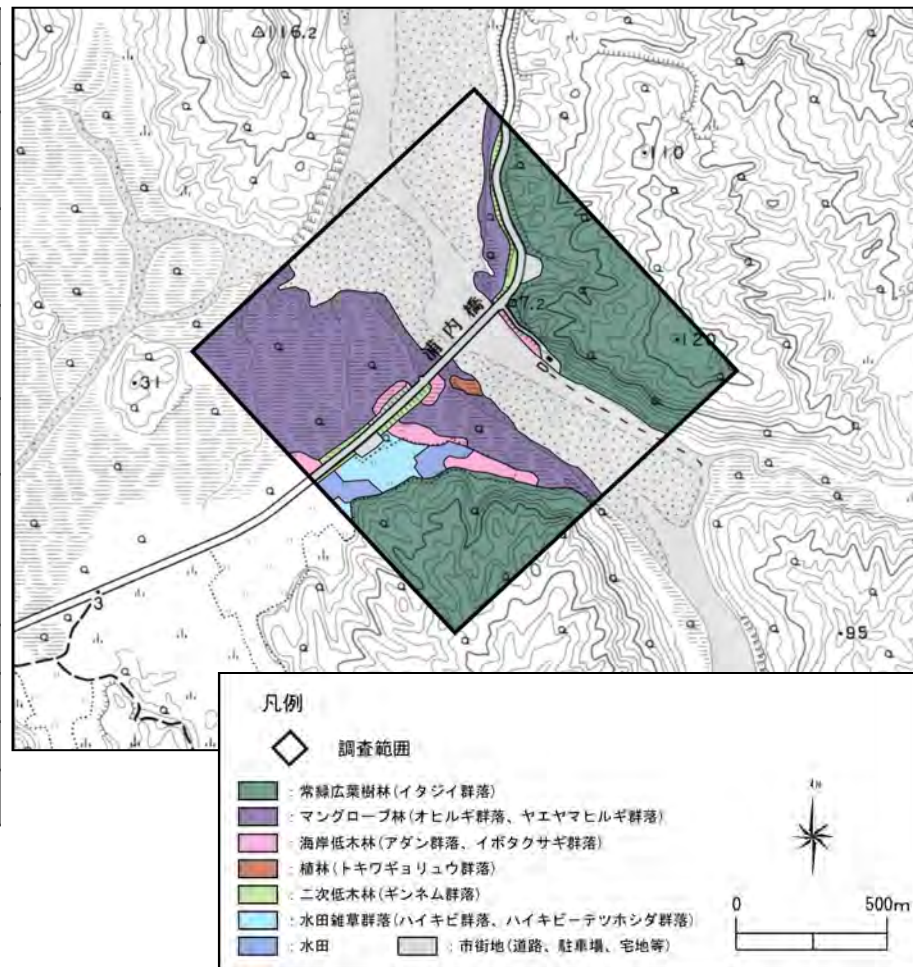 116.2
110
浦内橋
7.2
120
31
3
95
凡例
調査範囲
: 常緑広葉樹林(イタジイ群落)
: マングローブ林(オヒルギ群落、ヤエヤマヒルギ群落)
: 海岸低木林(アダン群落、イボタクサギ群落)
: 植林(トキワギョリュウ群落)
: 二次低木林(ギンネム群落)
: 水田雑草群落(ハイキビ群落、ハイキビーテツホシダ群落)
: 水田 : 市街地(道路、駐車場、宅地等)
0 500m